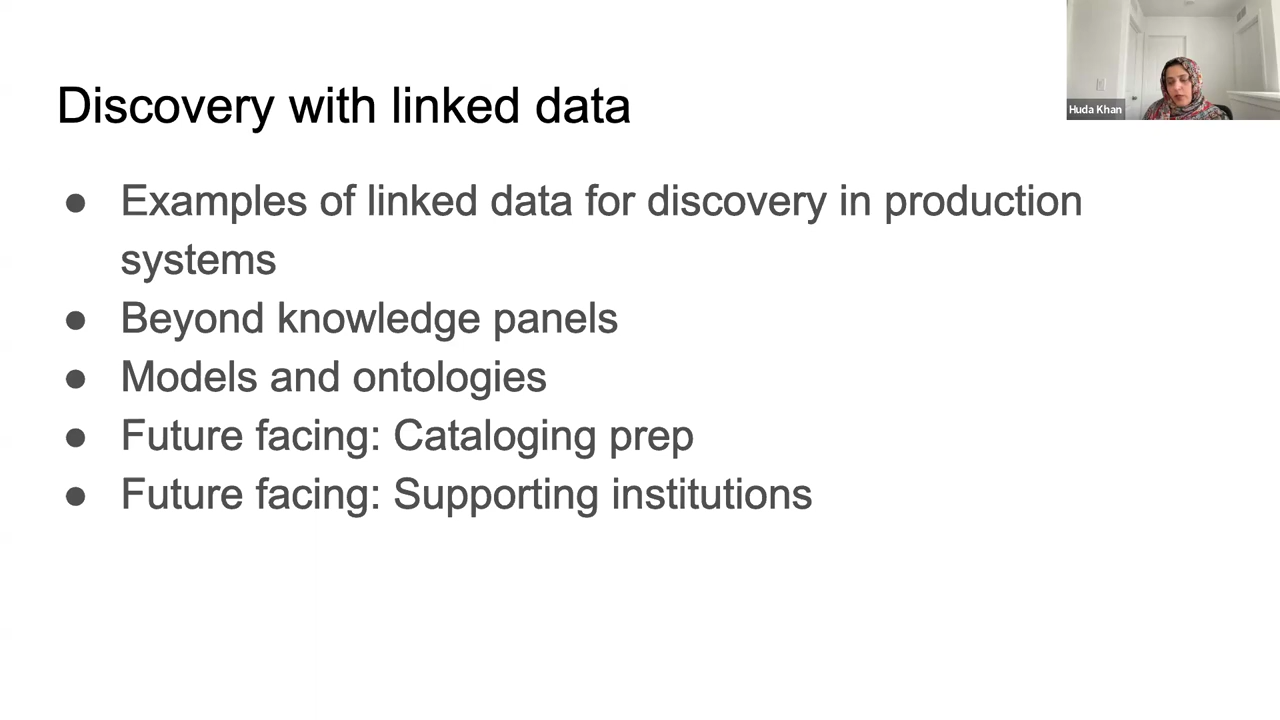 Discovery with linked data
Huda Khan
● Examples of linked data for discovery in production
systems
● Beyond knowledge panels
● Models and ontologies
● Future facing: Cataloging prep
● Future facing: Supporting institutions